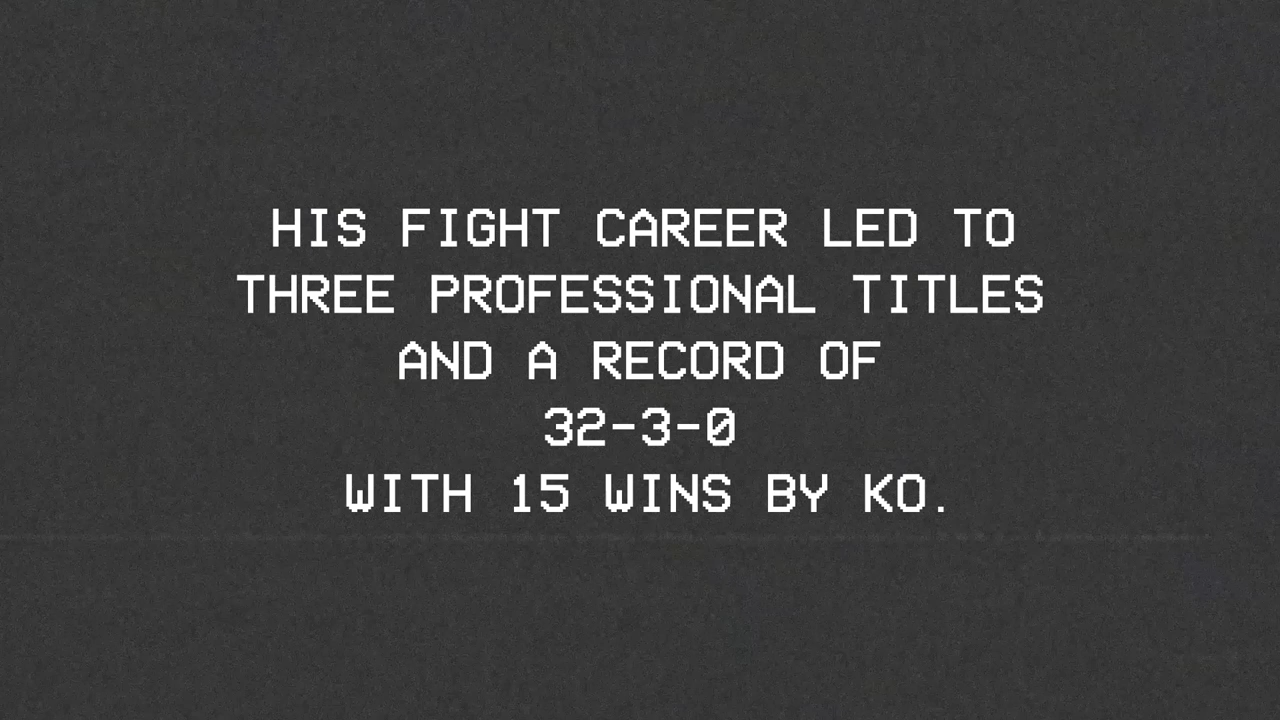 HIS FIGHT CAREER LED TO
THREE PROFESSIONAL TITLES
AND A RECORD OF
32-3-0
WITH 15 WINS BY KO.